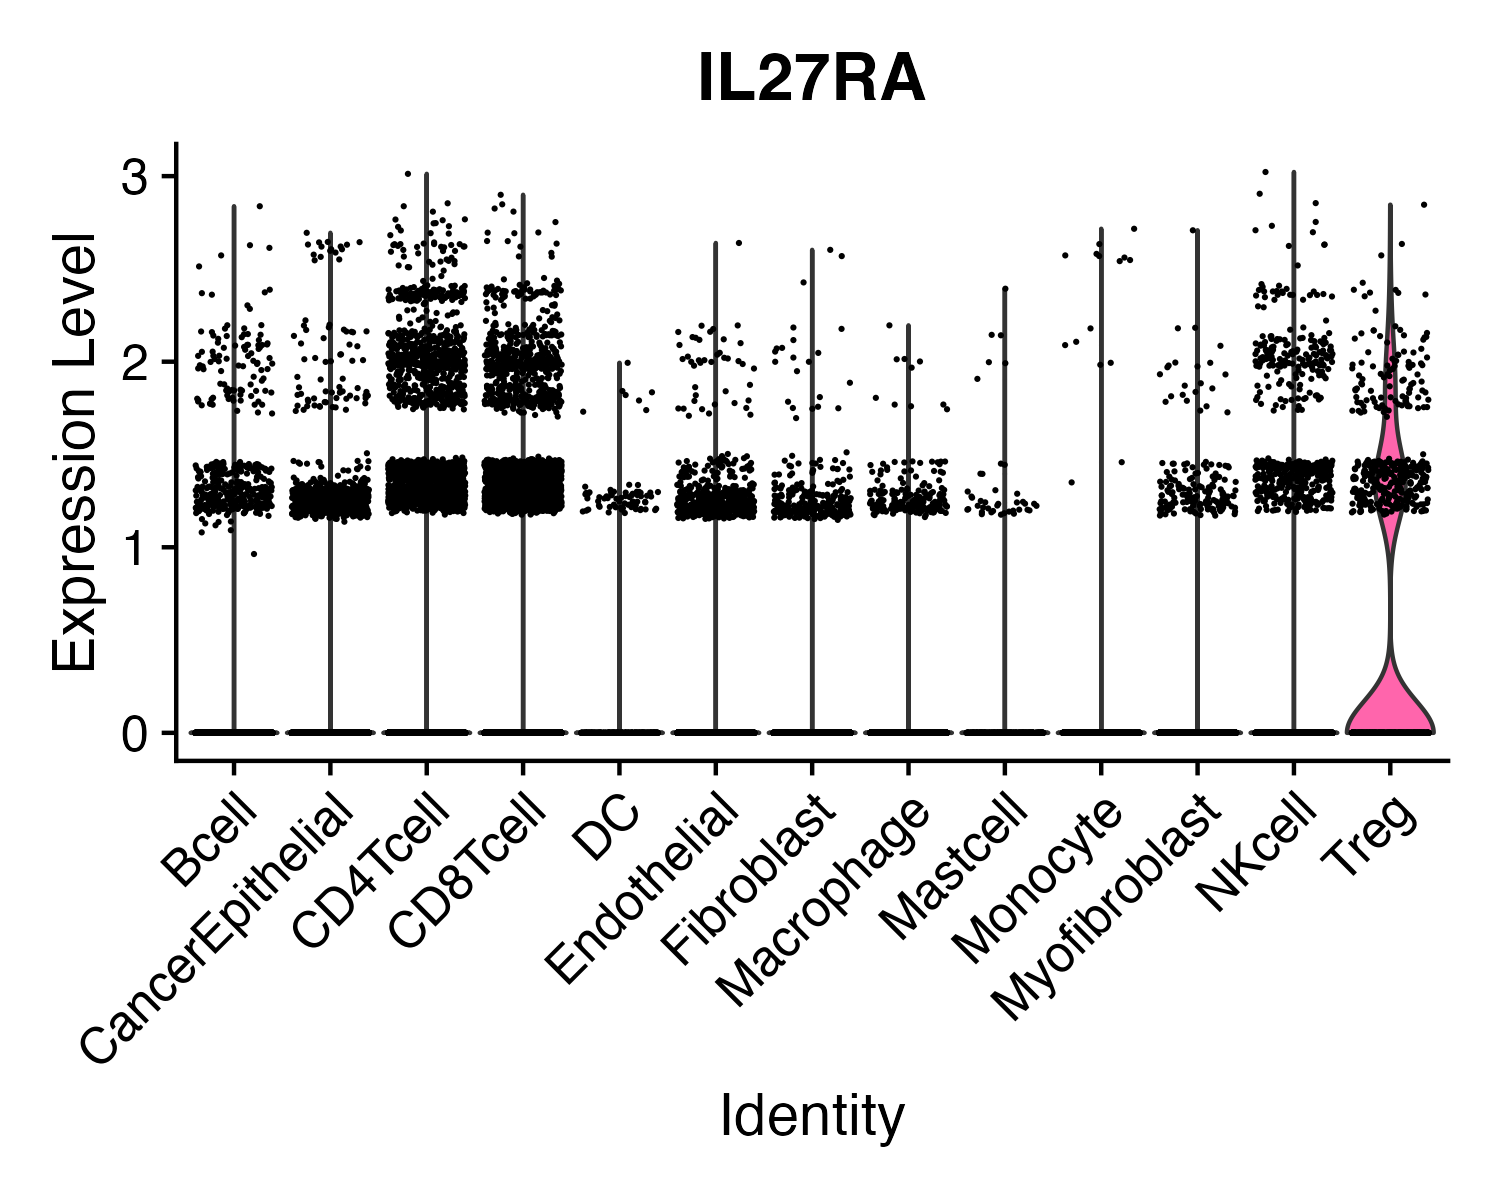 IL27RA
Expression Level
3
2
1
0
Bcell
CancerEpithelial
CD4Tcell
CD8Tcell
DC
Endothelial
Fibroblast
Macrophage
Mastcell
Monocyte
Myofibroblast
NKcell
Treg
Identity